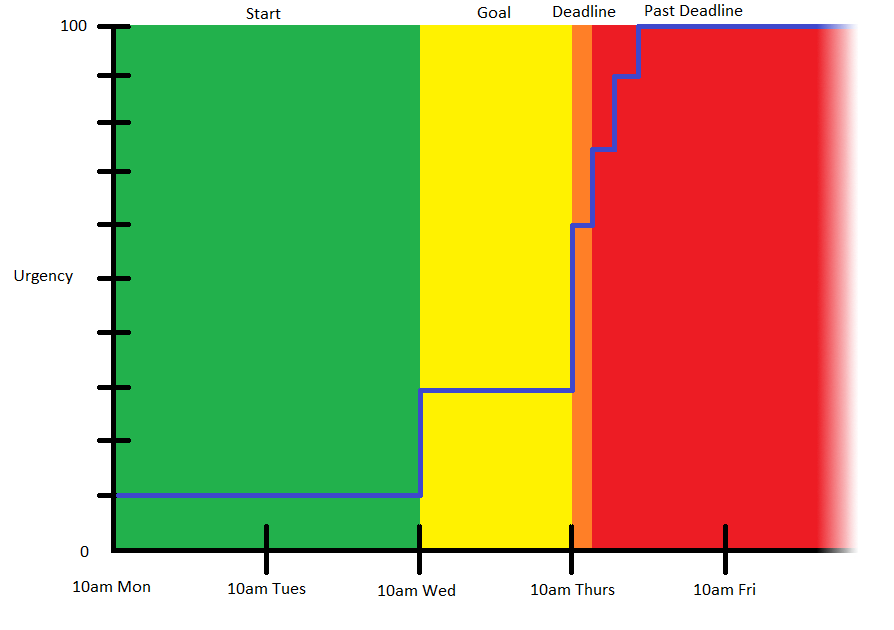 Start
Goal
Deadline
Past Deadline
100
Urgency
0
10am Mon
10am Tues
10am Wed
10am Thurs
10am Fri